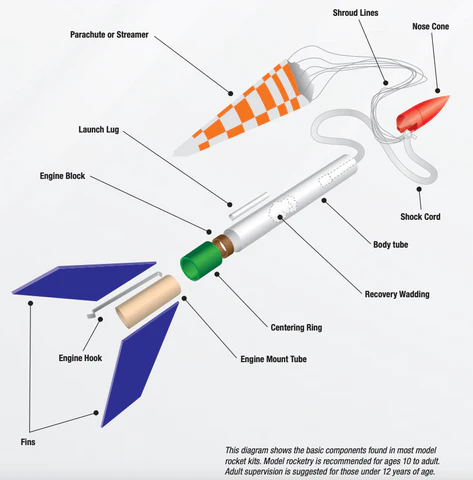 Shroud Lines
Nose Cone
Parachute or Streamer
Launch Lug
Engine Block
Shock Cord
Body tube
Recovery Wadding
Centering Ring
Engine Hook
Engine Mount Tube
Fins
This diagram shows the basic components found in most model
rocket kits. Model rocketry is recommended for ages 10 to adult.
Adult supervision is suggested for those under 12 years of age.